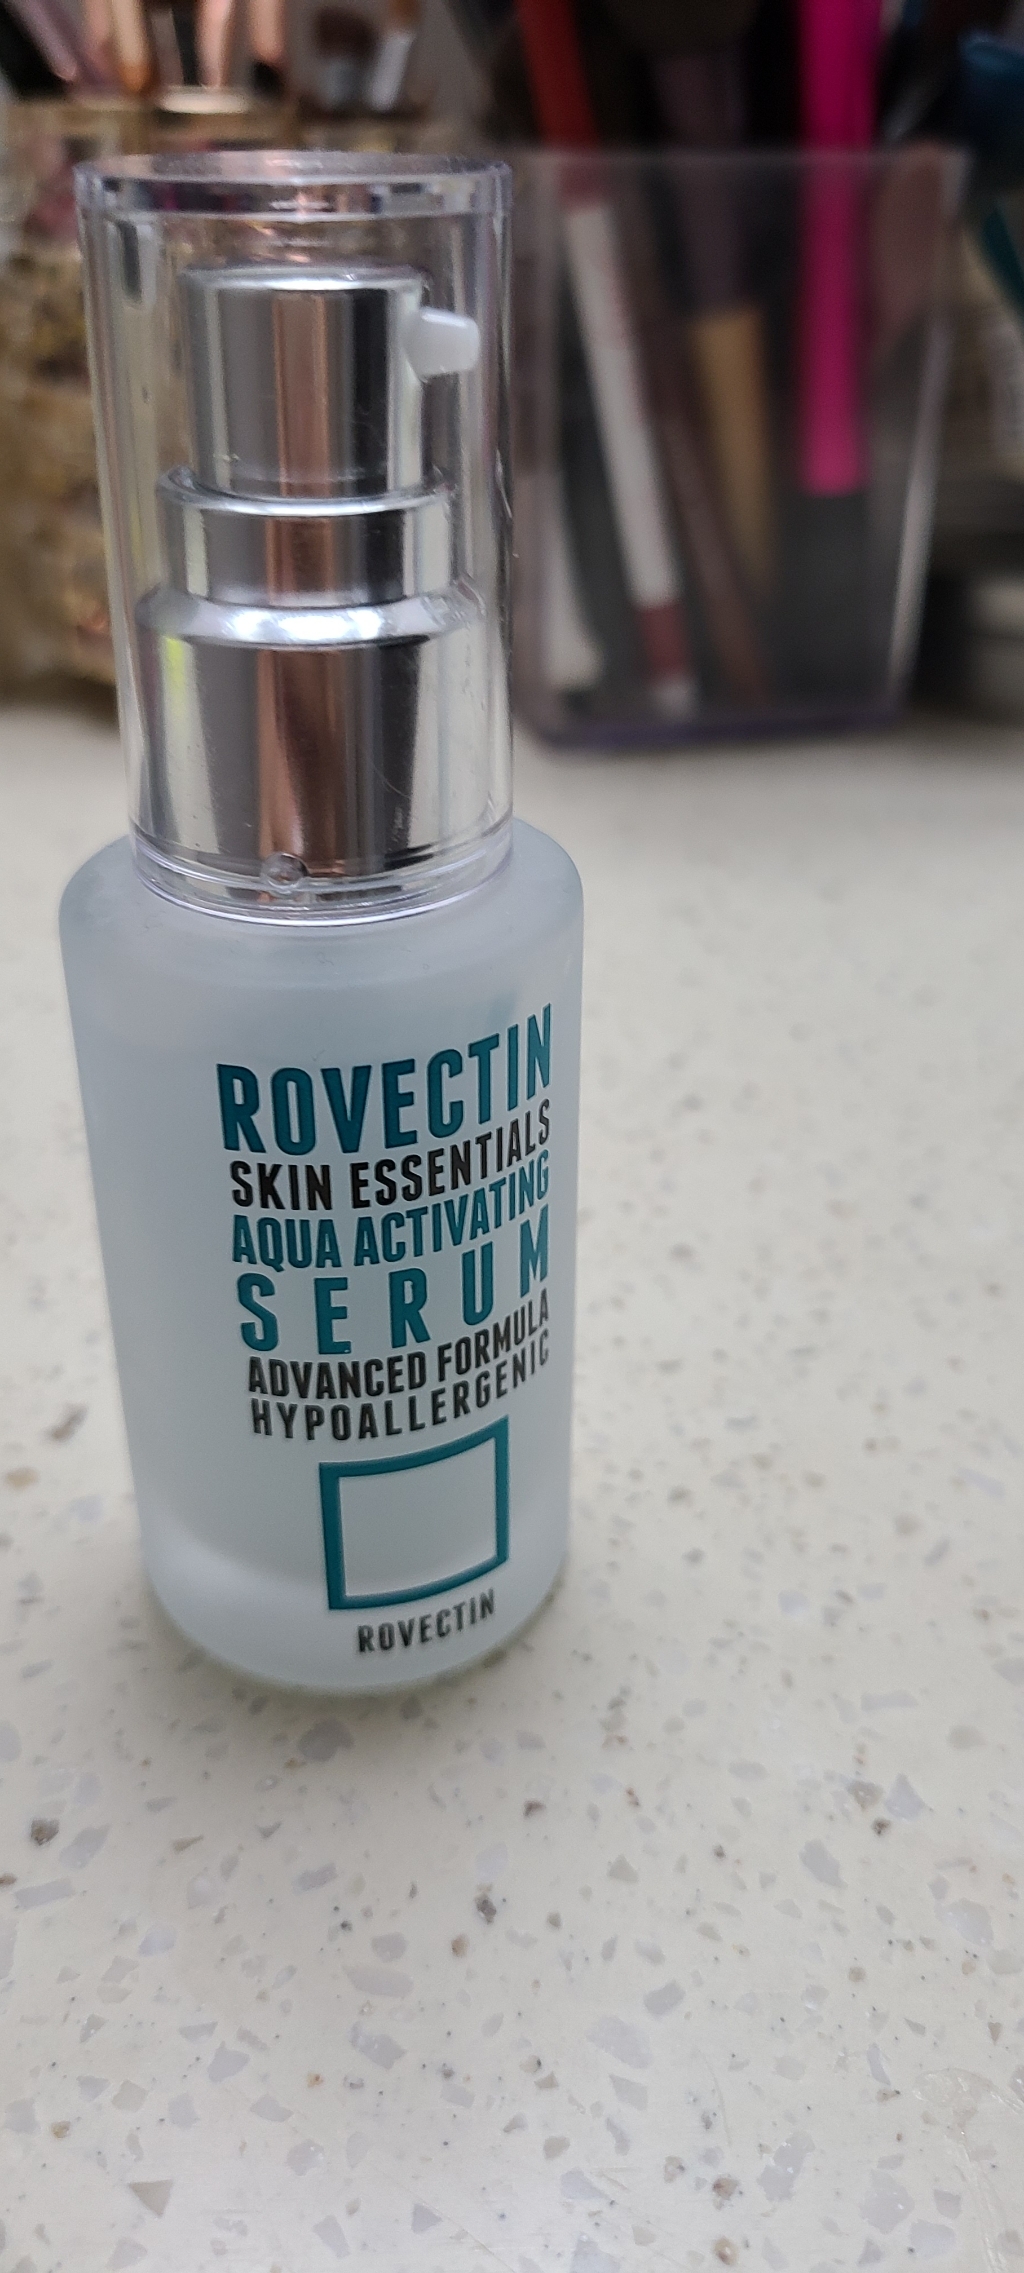 ROVECTIN
SKIN ESSENTIALS
AQUA ACTIVATING
SERUM
ADVANCED FORMULA
HYPOALLERGENIC
ROVECTIN